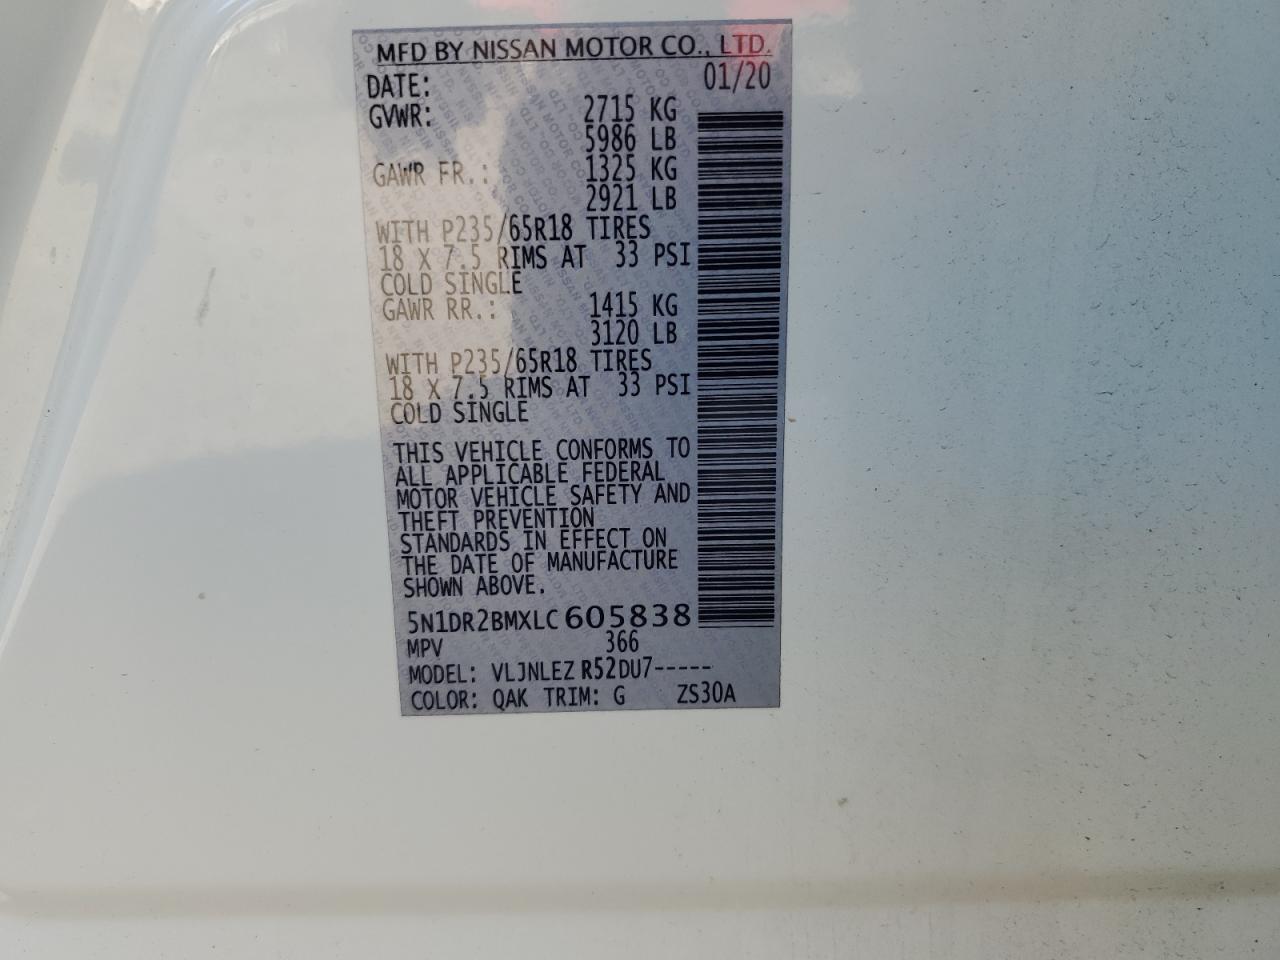 MFD BY NISSAN MOTOR CO., LTD.
DATE: 01/20
GVWR: 2715 KG
5986 LB
GAWR FR.: 1325 KG
2921 LB
WITH P235/65R18 TIRES
18 X 7.5 RIMS AT 33 PSI
COLD SINGLE
GAWR RR.: 1415 KG
3120 LB
WITH P235/65R18 TIRES
18 X 7.5 RIMS AT 33 PSI
COLD SINGLE
THIS VEHICLE CONFORMS TO
ALL APPLICABLE FEDERAL
MOTOR VEHICLE SAFETY AND
THEFT PREVENTION
STANDARDS IN EFFECT ON
THE DATE OF MANUFACTURE
SHOWN ABOVE.
5N1DR2BMXLC605838
MPV 366
MODEL: VLJNLEZ R52DU7-----
COLOR: QAK TRIM: G ZS30A